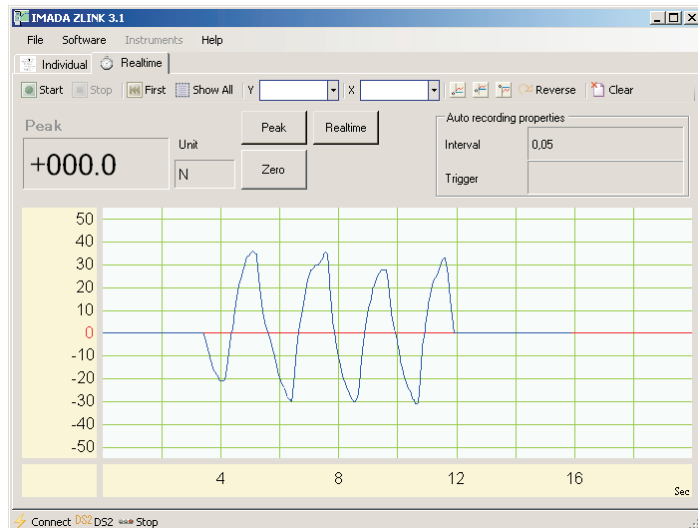 IMADA ZLINK 3.1
File Software Instruments Help
Individual Realtime
Start Stop First Show All Y X Reverse Clear
Peak
+000.0
Unit
N
Peak Realtime
Zero
Auto recording properties
Interval 0,05
Trigger
50
40
30
20
10
0
-10
-20
-30
-40
-50
4 8 12 16
Sec
Connect DS2 DS2 Stop